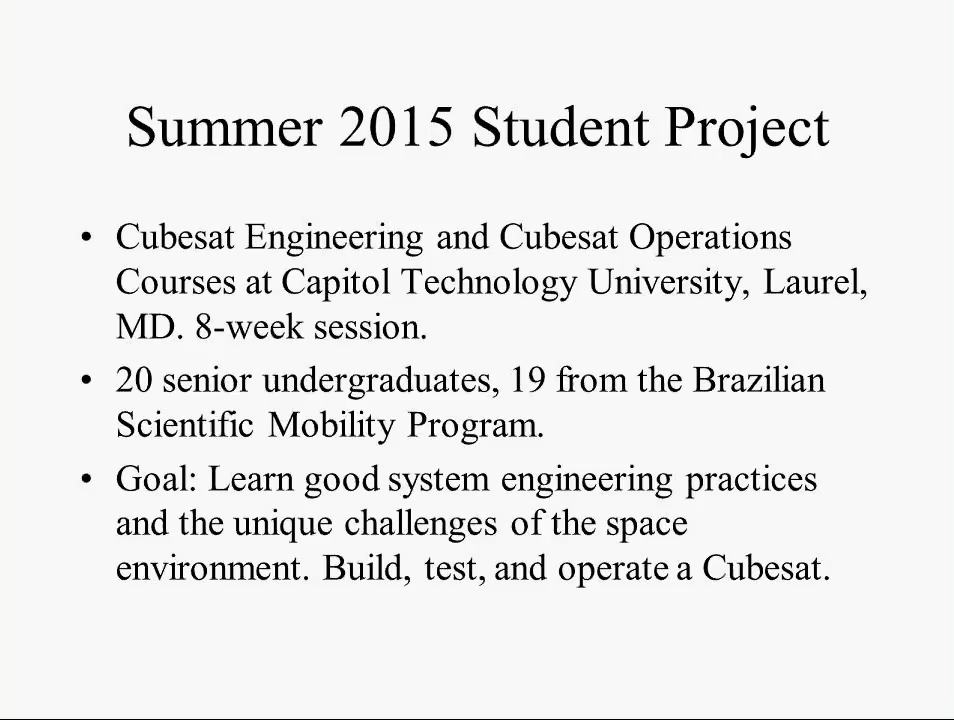 Summer 2015 Student Project
• Cubesat Engineering and Cubesat Operations
Courses at Capitol Technology University, Laurel,
MD. 8-week session.
• 20 senior undergraduates, 19 from the Brazilian
Scientific Mobility Program.
• Goal: Learn good system engineering practices
and the unique challenges of the space
environment. Build, test, and operate a Cubesat.